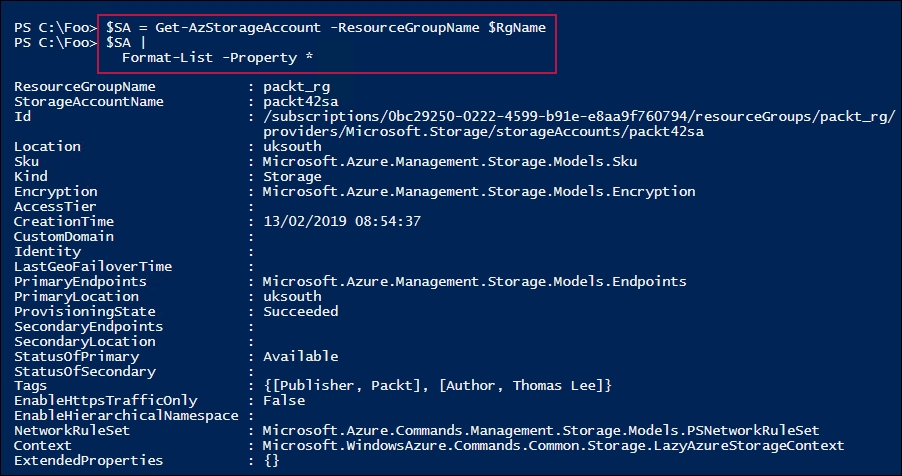 PS C:\Foo> $SA = Get-AzStorageAccount -ResourceGroupName $RgName
PS C:\Foo> $SA |
Format-List -Property *
ResourceGroupName : packt_rg
StorageAccountName : packt42sa
Id : /subscriptions/0bc29250-0222-4599-b91e-e8aa9f760794/resourceGroups/packt_rg/
providers/Microsoft.Storage/storageAccounts/packt42sa
Location : uksouth
Sku : Microsoft.Azure.Management.Storage.Models.Sku
Kind : Storage
Encryption : Microsoft.Azure.Management.Storage.Models.Encryption
AccessTier :
CreationTime : 13/02/2019 08:54:37
CustomDomain :
Identity :
LastGeoFailoverTime :
PrimaryEndpoints : Microsoft.Azure.Management.Storage.Models.Endpoints
PrimaryLocation : uksouth
ProvisioningState : Succeeded
SecondaryEndpoints :
SecondaryLocation :
StatusOfPrimary : Available
StatusOfSecondary :
Tags : {[Publisher, Packt], [Author, Thomas Lee]}
EnableHttpsTrafficOnly : False
EnableHierarchicalNamespace :
NetworkRuleSet : Microsoft.Azure.Commands.Management.Storage.Models.PSNetworkRuleSet
Context : Microsoft.WindowsAzure.Commands.Common.Storage.LazyAzureStorageContext
ExtendedProperties : {}